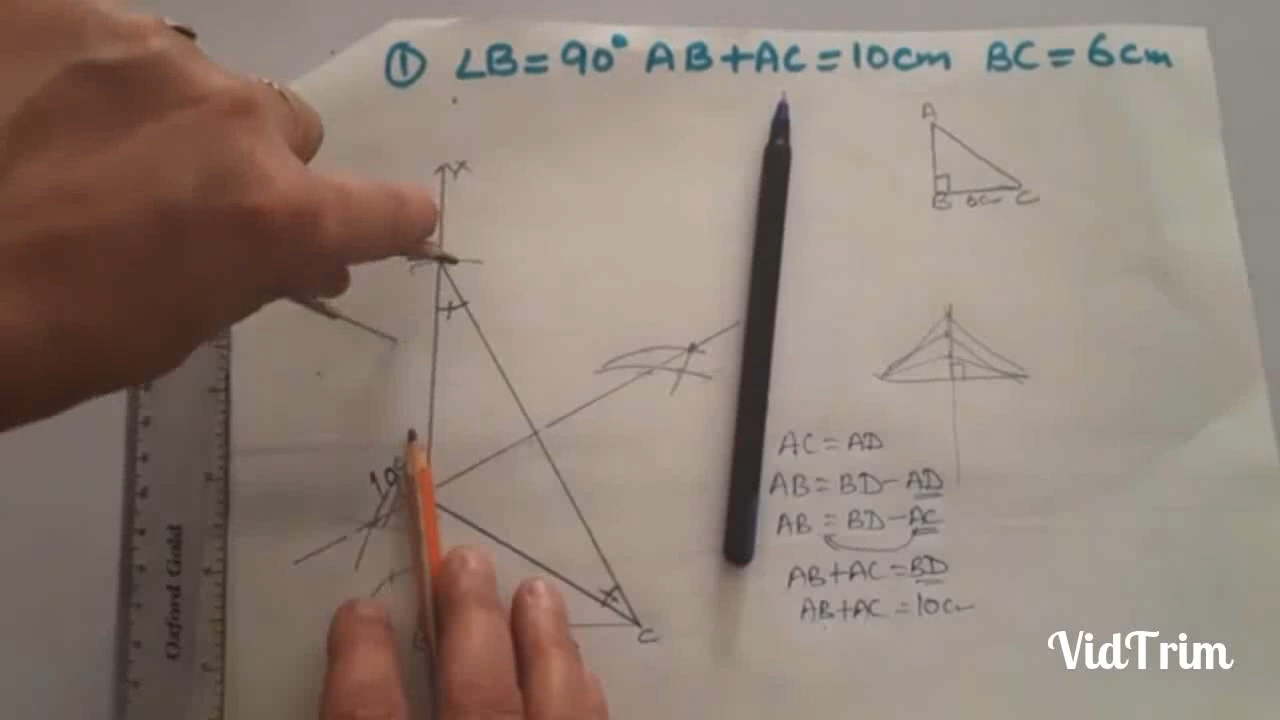 ① ∠B=90° AB+AC=10cm BC=6cm
A
B 6cm C
X
10c
C
AC=AD
AB=BD-AD
AB=BD-AC
AB+AC=BD
AB+AC=10cm
Oxford Gold
VidTrim